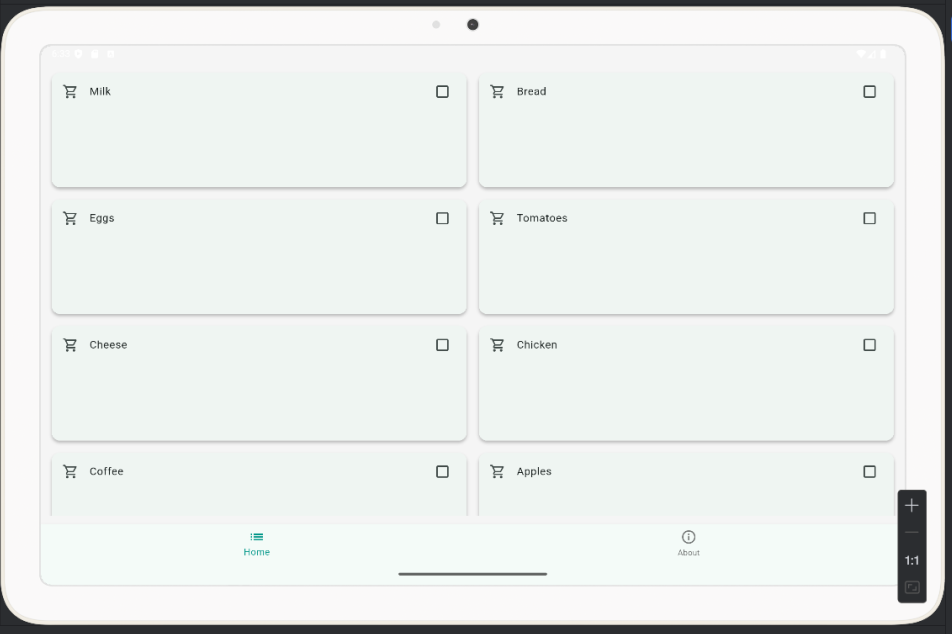 Milk
Bread
Eggs
Tomatoes
Cheese
Chicken
Coffee
Apples
Home
About
1:1